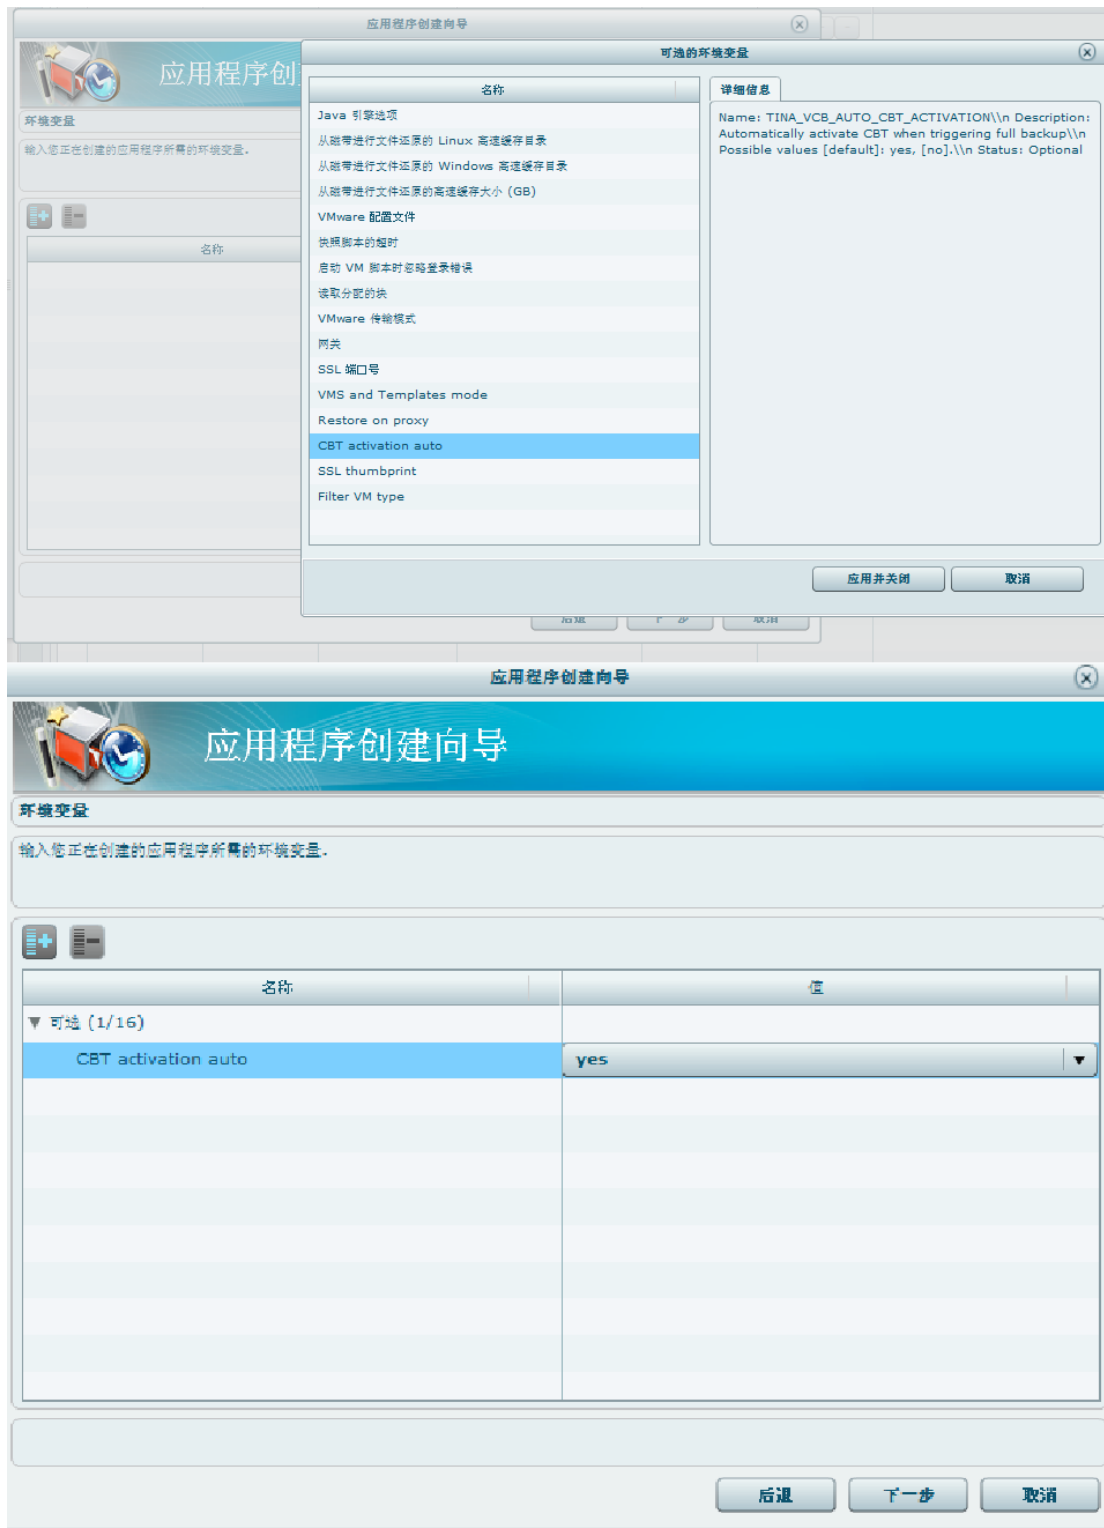 应用程序创建向导
应用程序创
可选的环境变量
环境变量
输入您正在创建的应用程序所需的环境变量。
名称
名称
Java 引擎选项
从磁带进行文件还原的 Linux 高速缓存目录
从磁带进行文件还原的 Windows 高速缓存目录
从磁带进行文件还原的高速缓存大小 (GB)
VMware 配置文件
快照脚本的超时
启动 VM 脚本时忽略登录错误
读取分配的块
VMware 传输模式
网关
SSL 端口号
VMS and Templates mode
Restore on proxy
CBT activation auto
SSL thumbprint
Filter VM type
详细信息
Name: TINA_VCB_AUTO_CBT_ACTIVATION\\n Description:
Automatically activate CBT when triggering full backup\\n
Possible values [default]: yes, [no].\\n Status: Optional
应用并关闭 取消
后退 下一步 取消
应用程序创建向导
应用程序创建向导
环境变量
输入您正在创建的应用程序所需的环境变量。
名称 值
可选 (1/16)
CBT activation auto yes
后退 下一步 取消